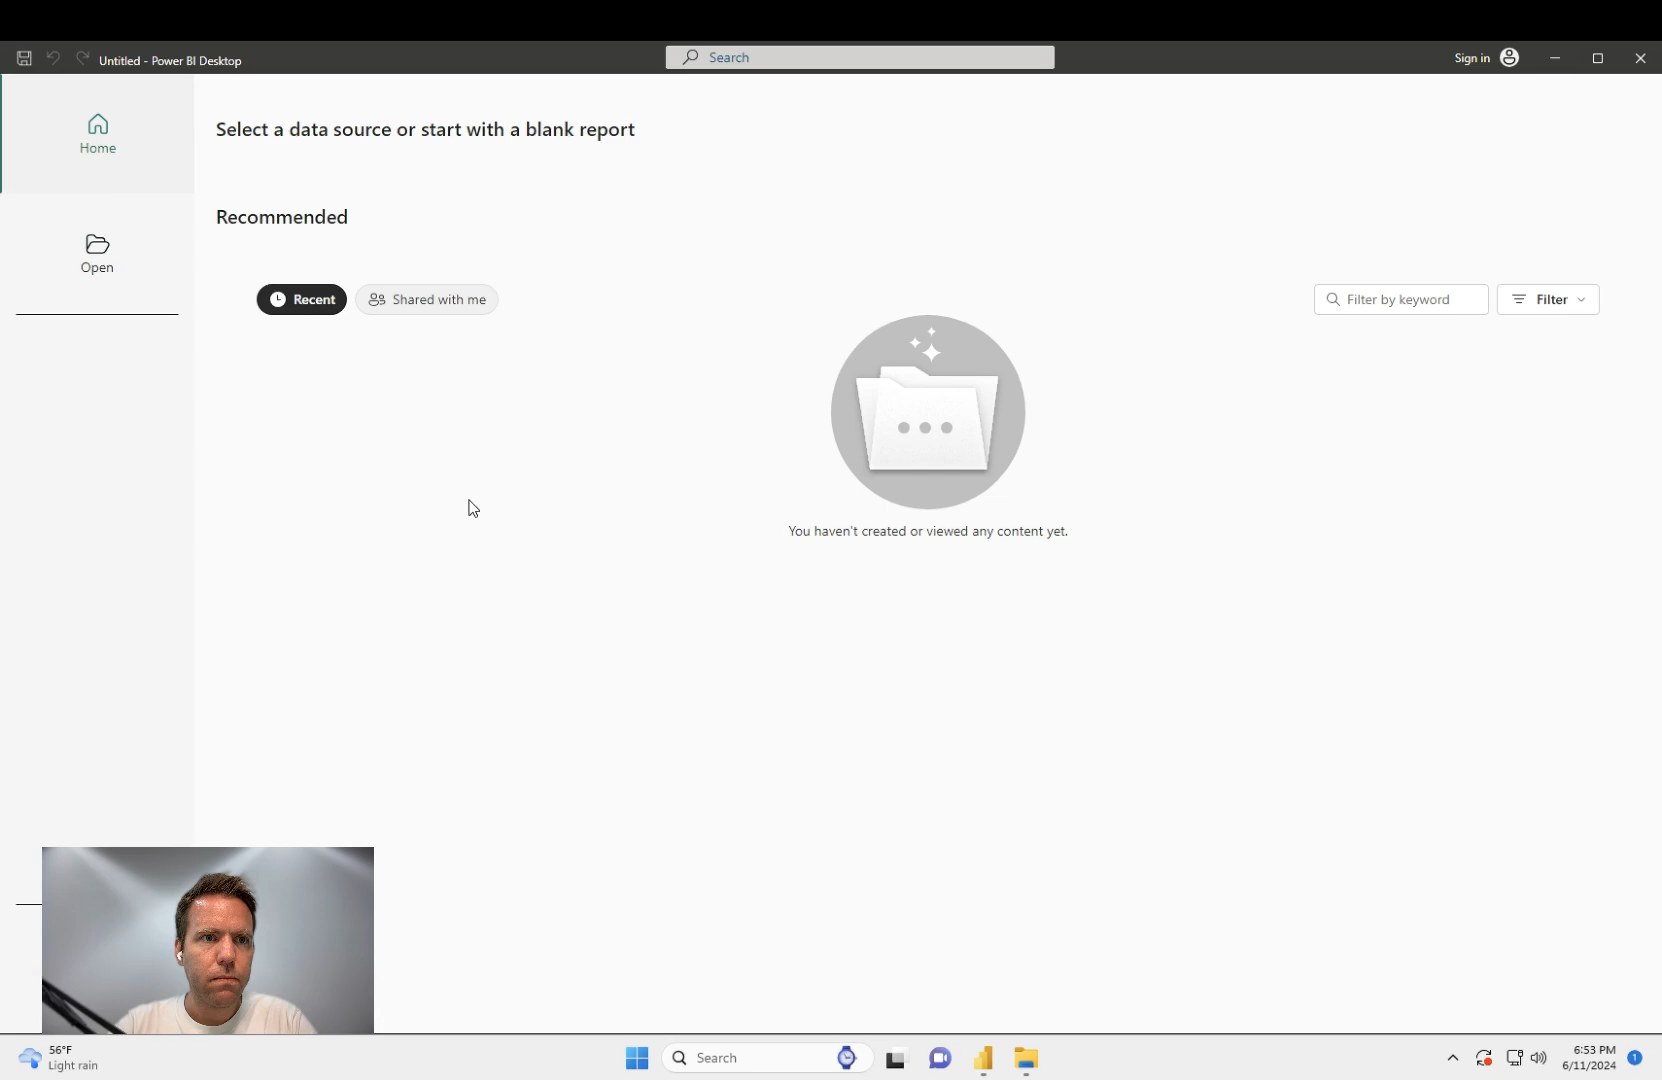 Untitled - Power BI Desktop
Search
Sign in
Home
Open
Select a data source or start with a blank report
Recommended
Recent
Shared with me
Filter by keyword
Filter
You haven't created or viewed any content yet.
56°F
Light rain
Search
6:53 PM
6/11/2024
1